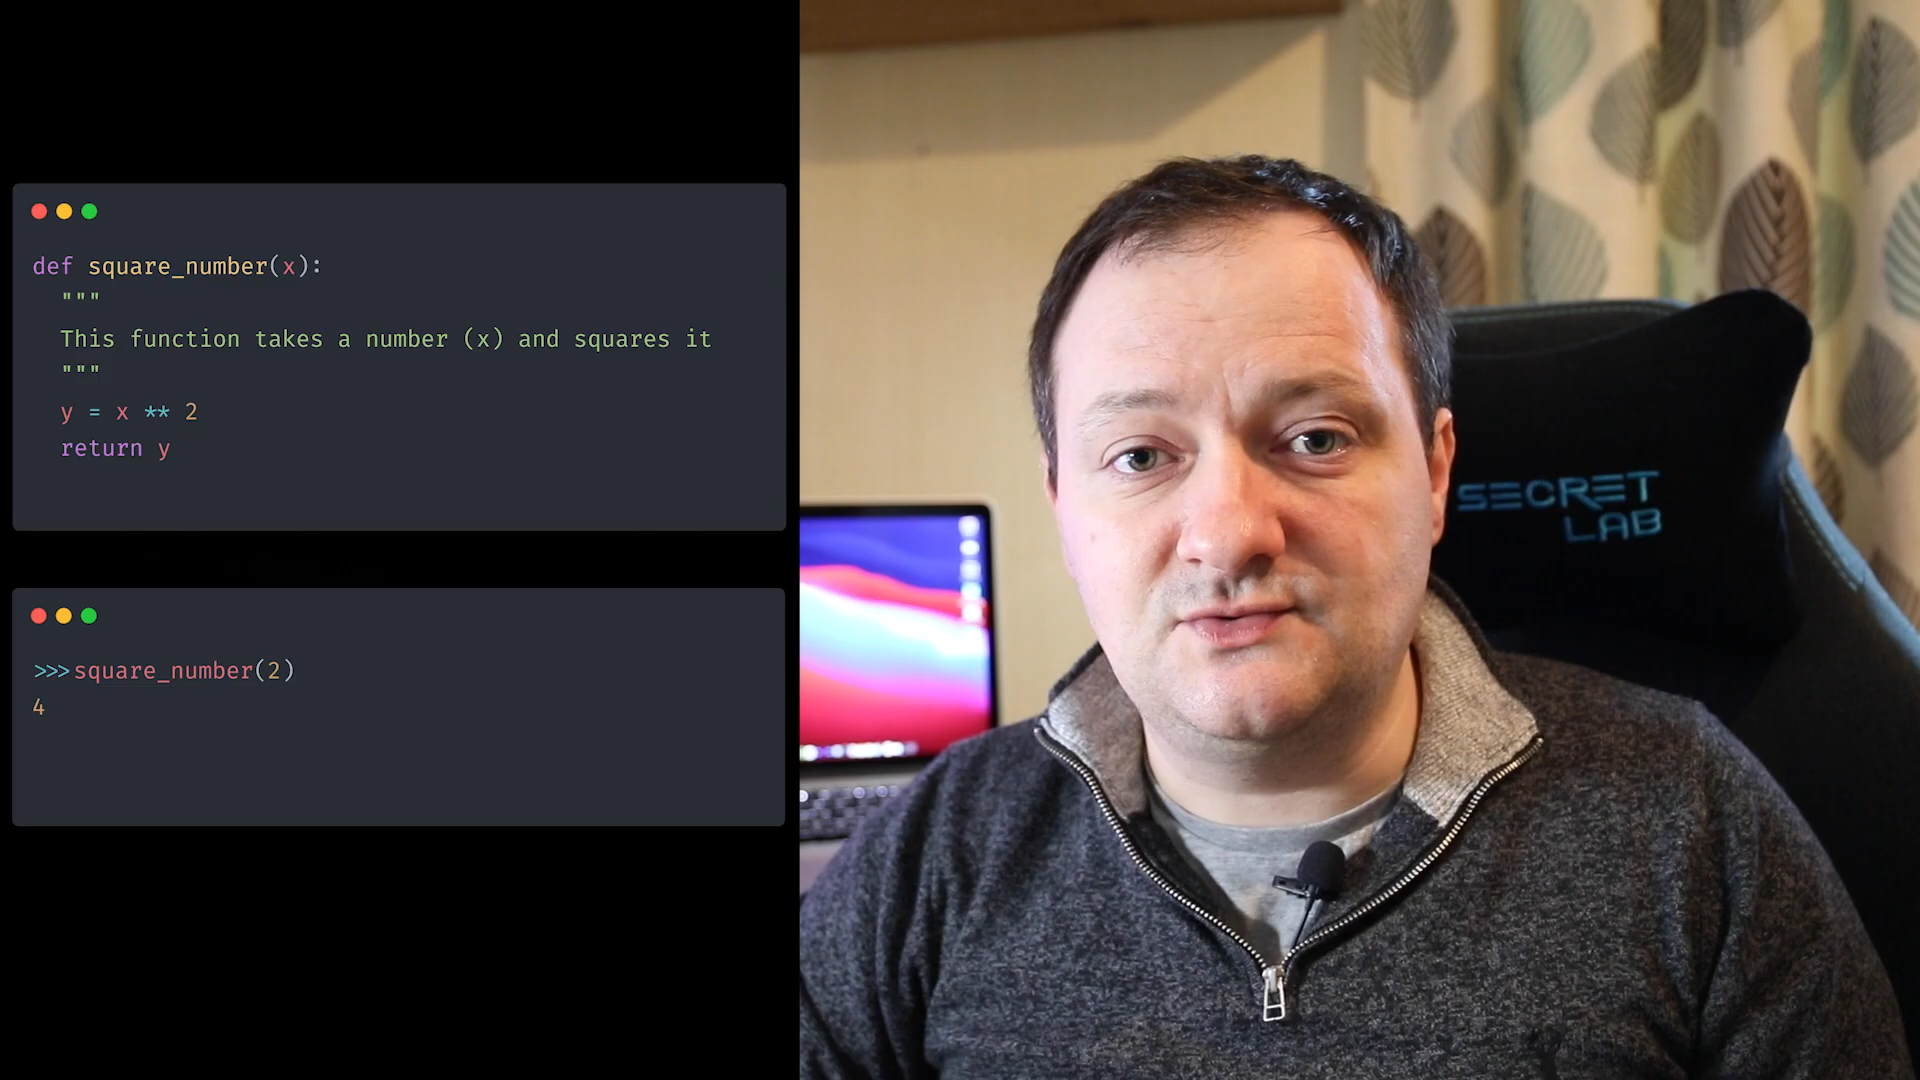 def square_number(x):
"""
This function takes a number (x) and squares it
"""
y = x ** 2
return y
>>>square_number(2)
4
SECRET
LAB